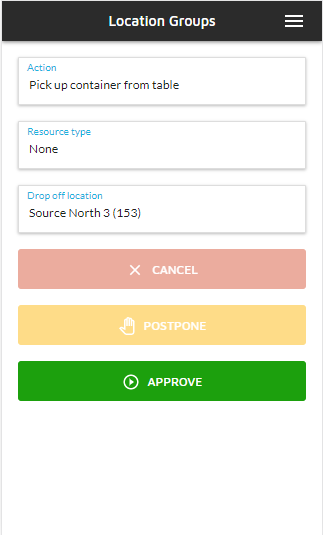 Location Groups
Action
Pick up container from table
Resource type
None
Drop off location
Source North 3 (153)
CANCEL
POSTPONE
APPROVE